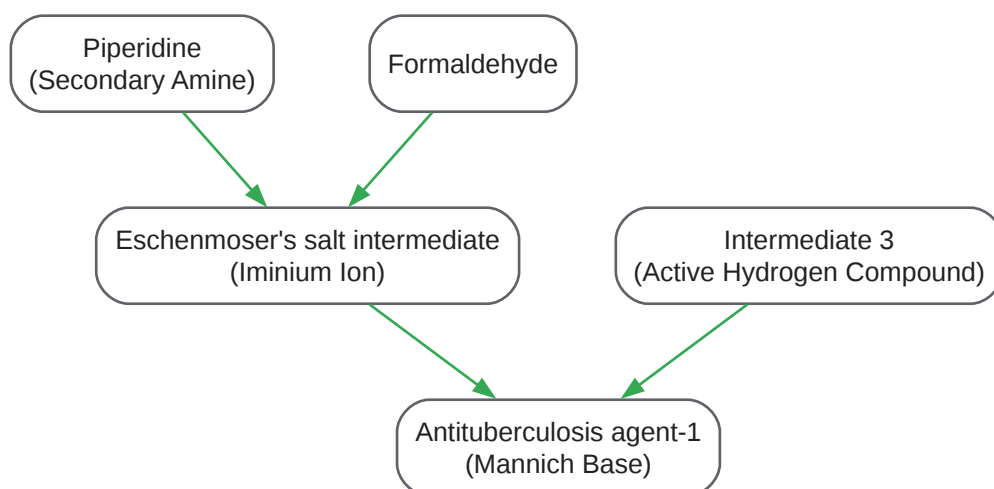 Piperidine
(Secondary Amine)
Formaldehyde
Eschenmoser's salt intermediate
(Iminium Ion)
Intermediate 3
(Active Hydrogen Compound)
Antituberculosis agent-1
(Mannich Base)